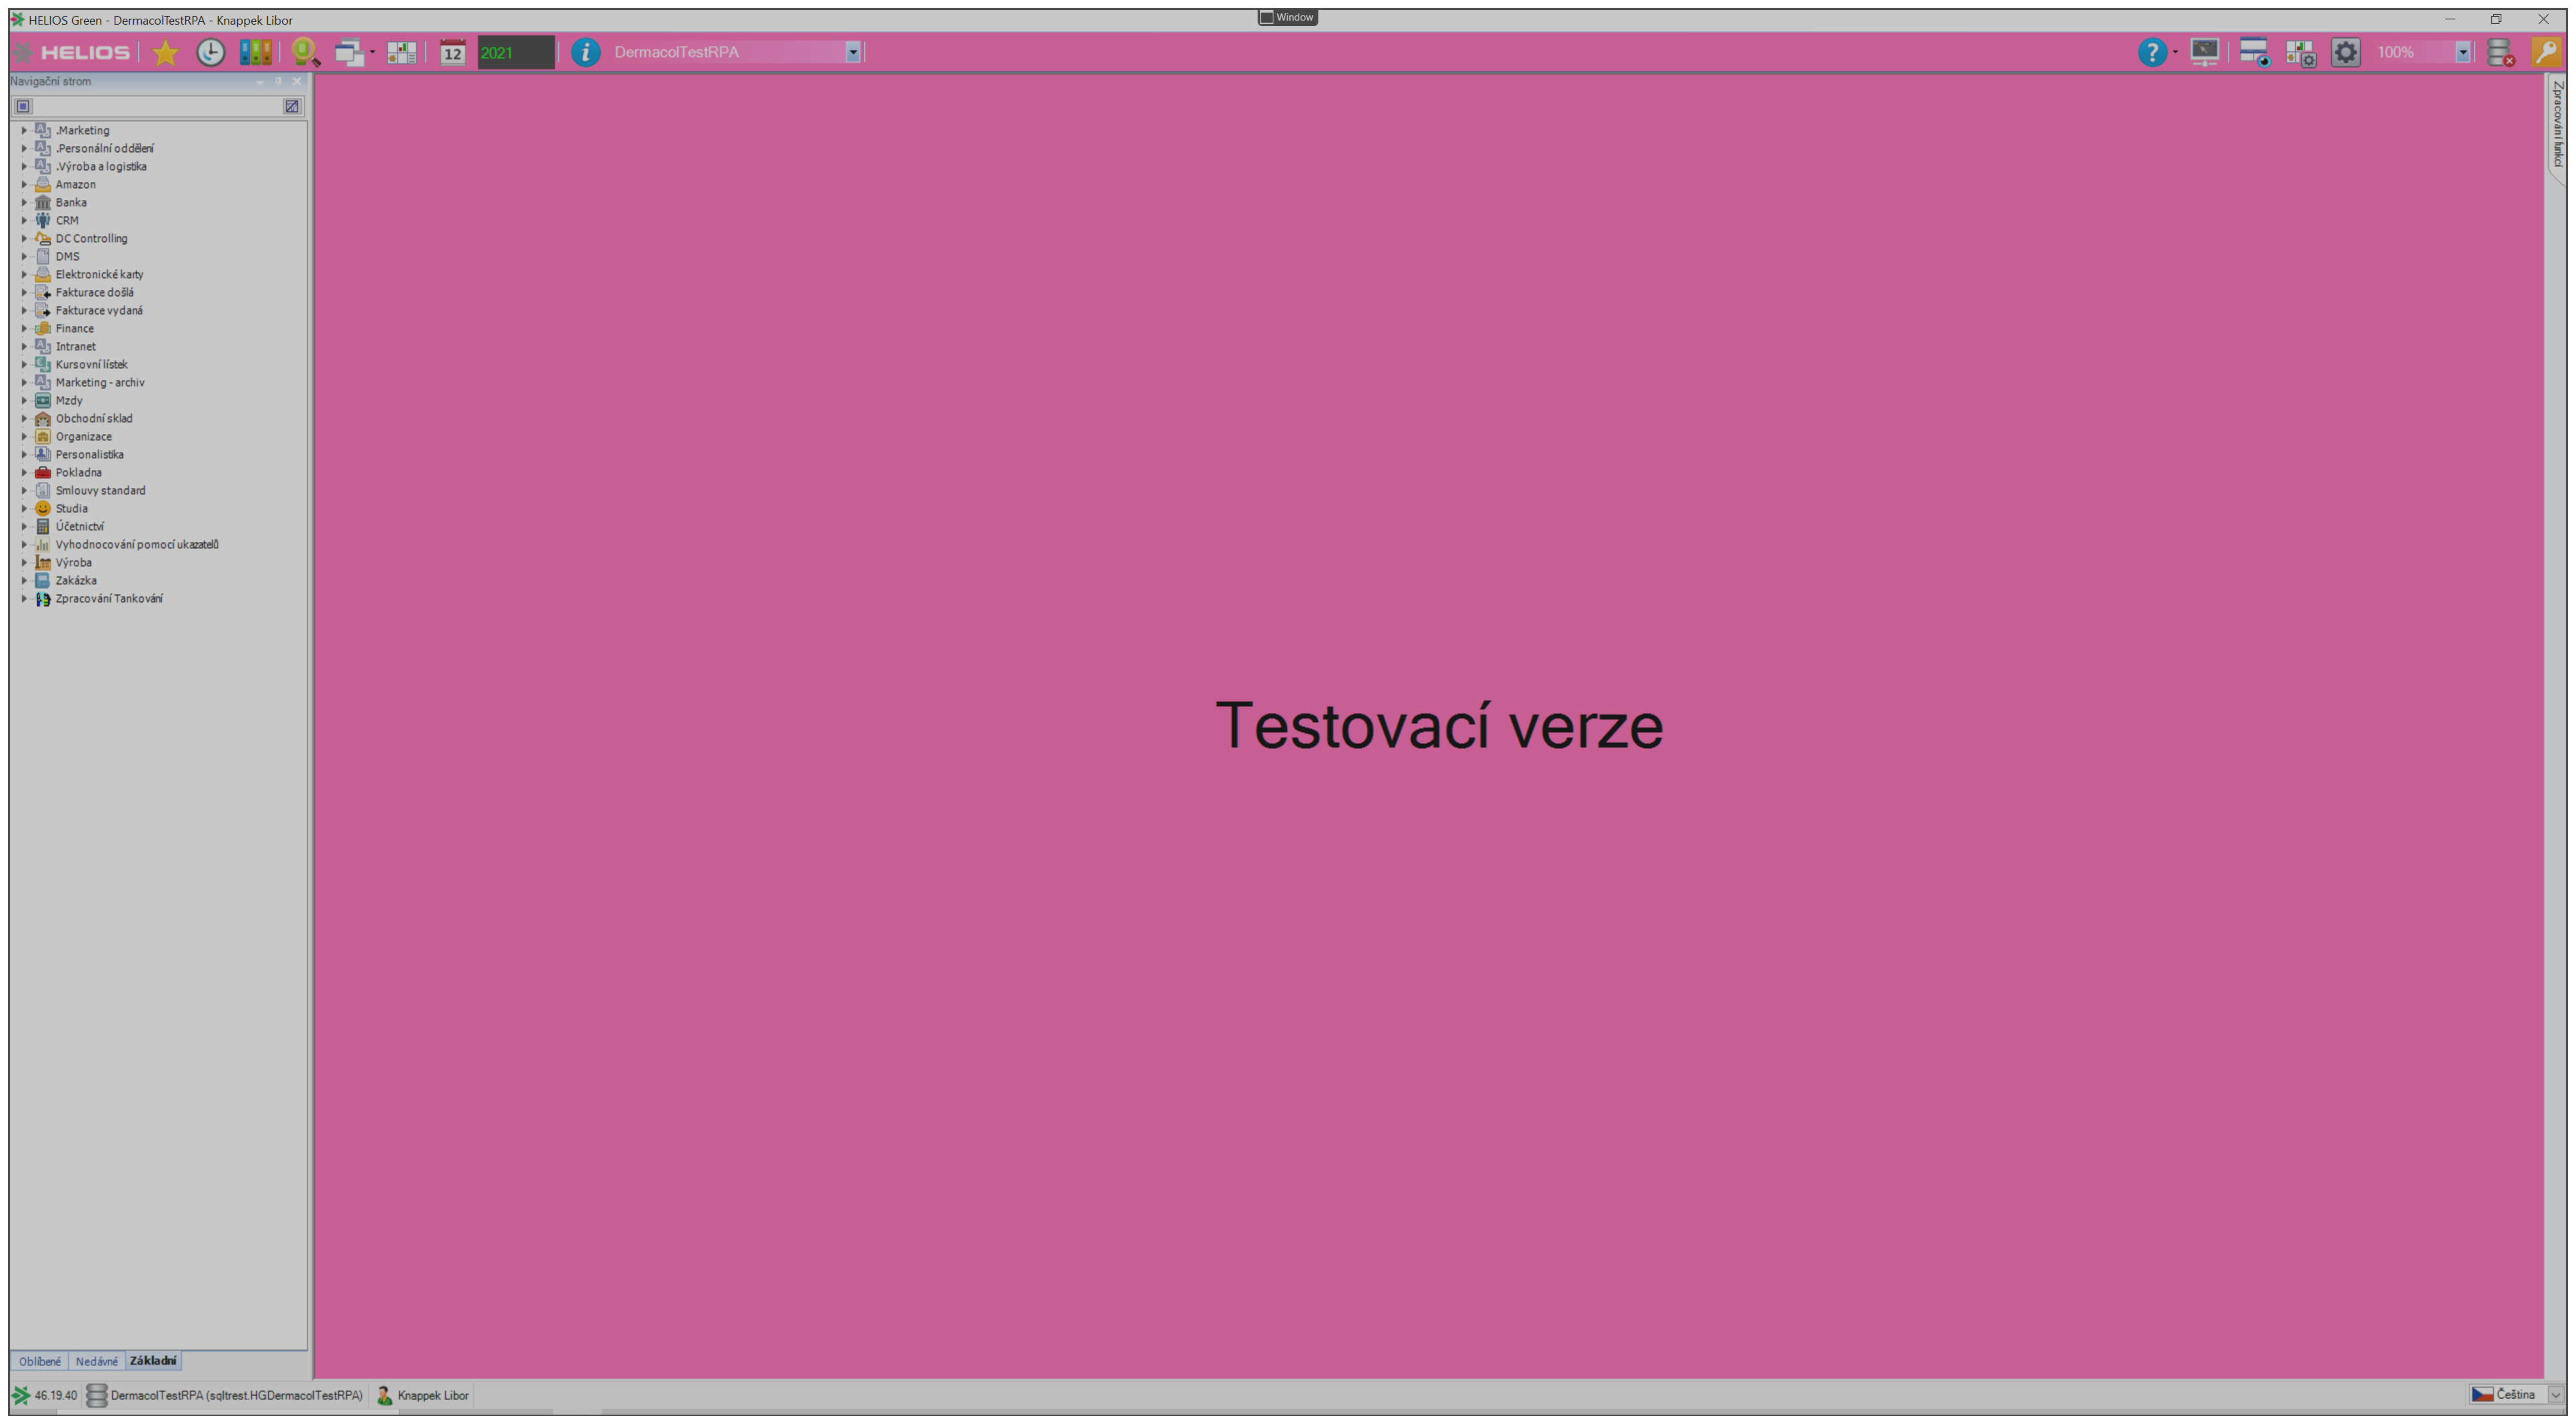 HELIOS Green - DermacolTestRPA - Knappek Libor
Window
HELIOS
12
2021
DermacolTestRPA
100%
Navigační strom
Zpracování funkcí
.Marketing
.Personální oddělení
.Výroba a logistika
Amazon
Banka
CRM
DC Controlling
DMS
Elektronické karty
Fakturace došlá
Fakturace vydaná
Finance
Intranet
Kursovní lístek
Marketing - archiv
Mzdy
Obchodní sklad
Organizace
Personalistika
Pokladna
Smlouvy standard
Studia
Účetnictví
Vyhodnocování pomocí ukazatelů
Výroba
Zakázka
Zpracování Tankování
Testovací verze
Oblíbené Nedávné Základní
46.19.40 DermacolTestRPA (sqltrest.HGDermacolTestRPA) Knappek Libor
Čeština